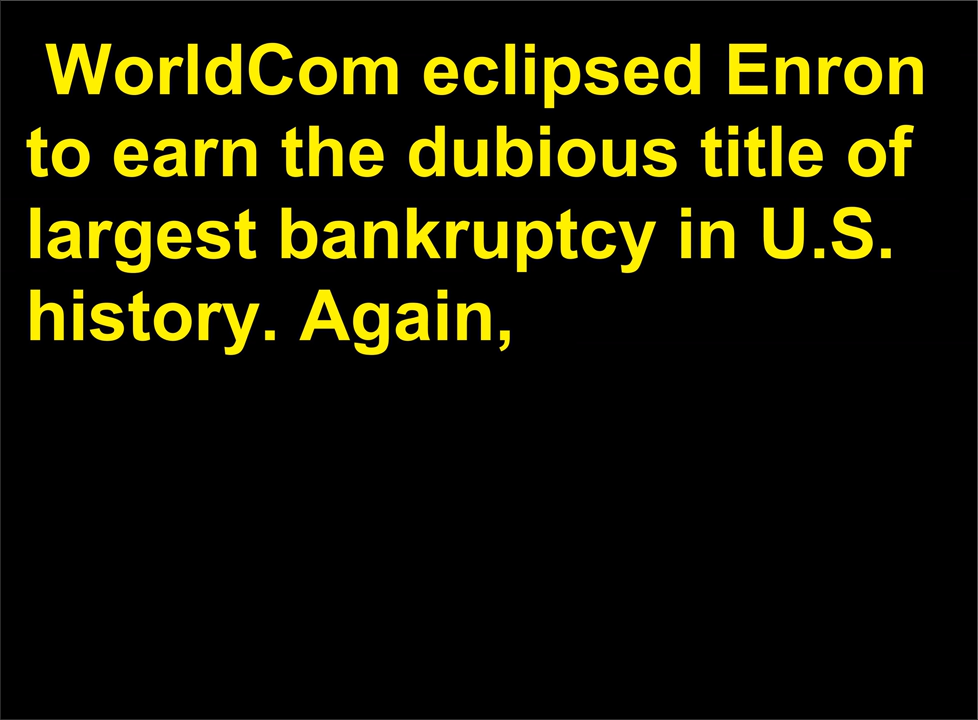 WorldCom eclipsed Enron
to earn the dubious title of
largest bankruptcy in U.S.
history. Again,